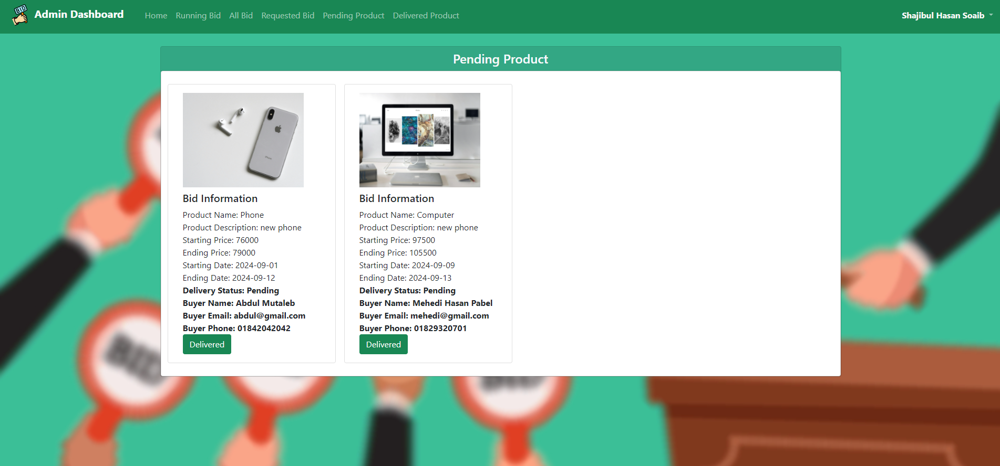 BID
Admin Dashboard
Home
Running Bid
All Bid
Requested Bid
Pending Product
Delivered Product
Shajibul Hasan Soaib
Pending Product
iPhone
Bid Information
Product Name: Phone
Product Description: new phone
Starting Price: 76000
Ending Price: 79000
Starting Date: 2024-09-01
Ending Date: 2024-09-12
Delivery Status: Pending
Buyer Name: Abdul Mutaleb
Buyer Email: abdul@gmail.com
Buyer Phone: 01842042042
Delivered
Bid Information
Product Name: Computer
Product Description: new phone
Starting Price: 97500
Ending Price: 105500
Starting Date: 2024-09-09
Ending Date: 2024-09-13
Delivery Status: Pending
Buyer Name: Mehedi Hasan Pabel
Buyer Email: mehedi@gmail.com
Buyer Phone: 01829320701
Delivered
BID
BID